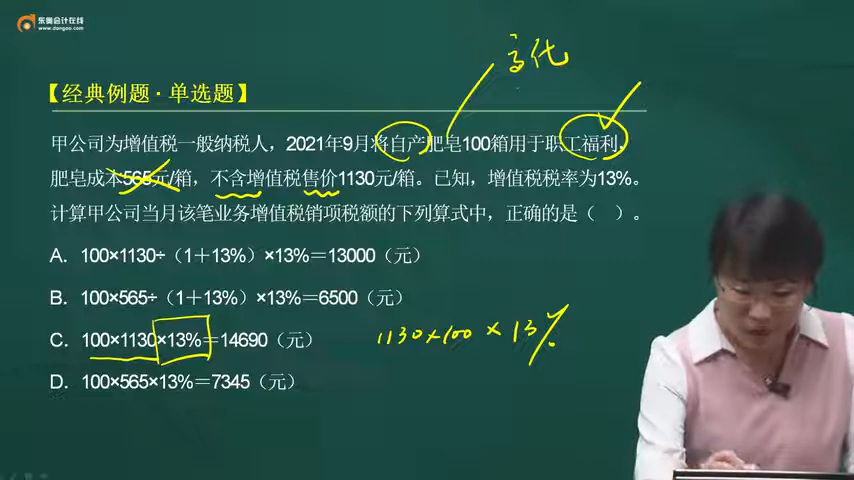 东奥会计在线
www.dongao.com
高化
【经典例题·单选题】
甲公司为增值税一般纳税人，2021年9月将自产肥皂100箱用于职工福利，
肥皂成本565元/箱，不含增值税售价1130元/箱。已知，增值税税率为13%。
计算甲公司当月该笔业务增值税销项税额的下列算式中，正确的是（ ）。
A. 100×1130÷（1＋13%）×13%＝13000（元）
B. 100×565÷（1＋13%）×13%＝6500（元）
C. 100×1130×13%＝14690（元）
1130×100×13%
D. 100×565×13%＝7345（元）